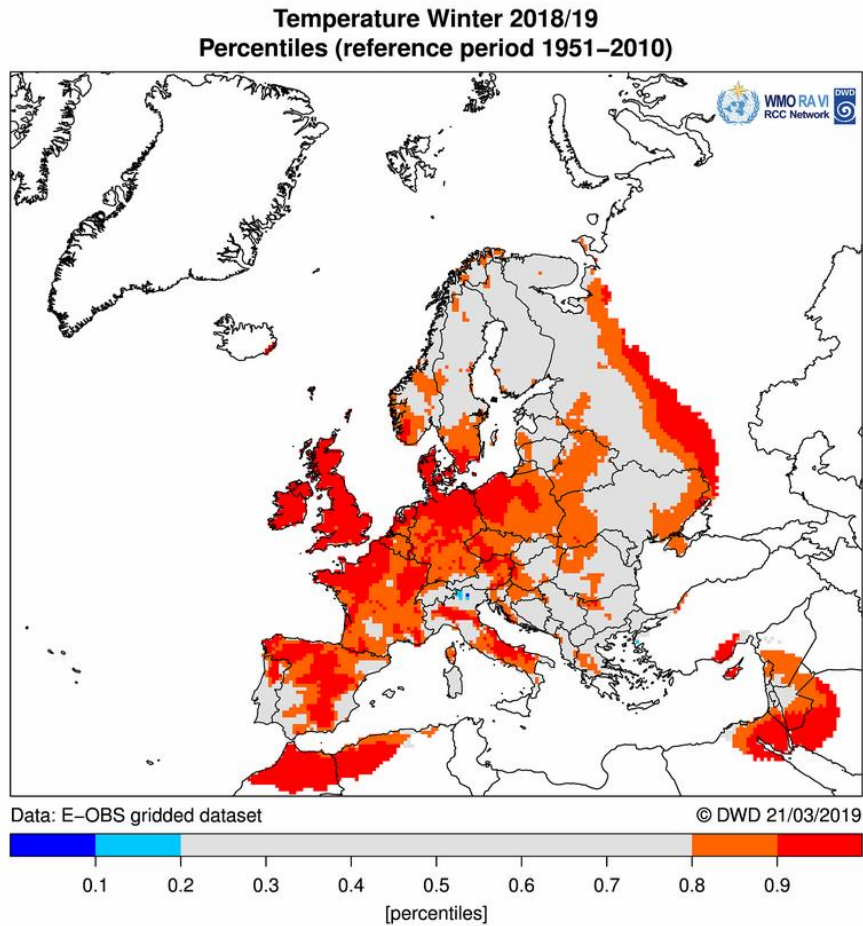 Temperature Winter 2018/19
Percentiles (reference period 1951−2010)
WMO RA VI
RCC Network
DWD
Data: E−OBS gridded dataset
© DWD 21/03/2019
0.1 0.2 0.3 0.4 0.5 0.6 0.7 0.8 0.9
[percentiles]